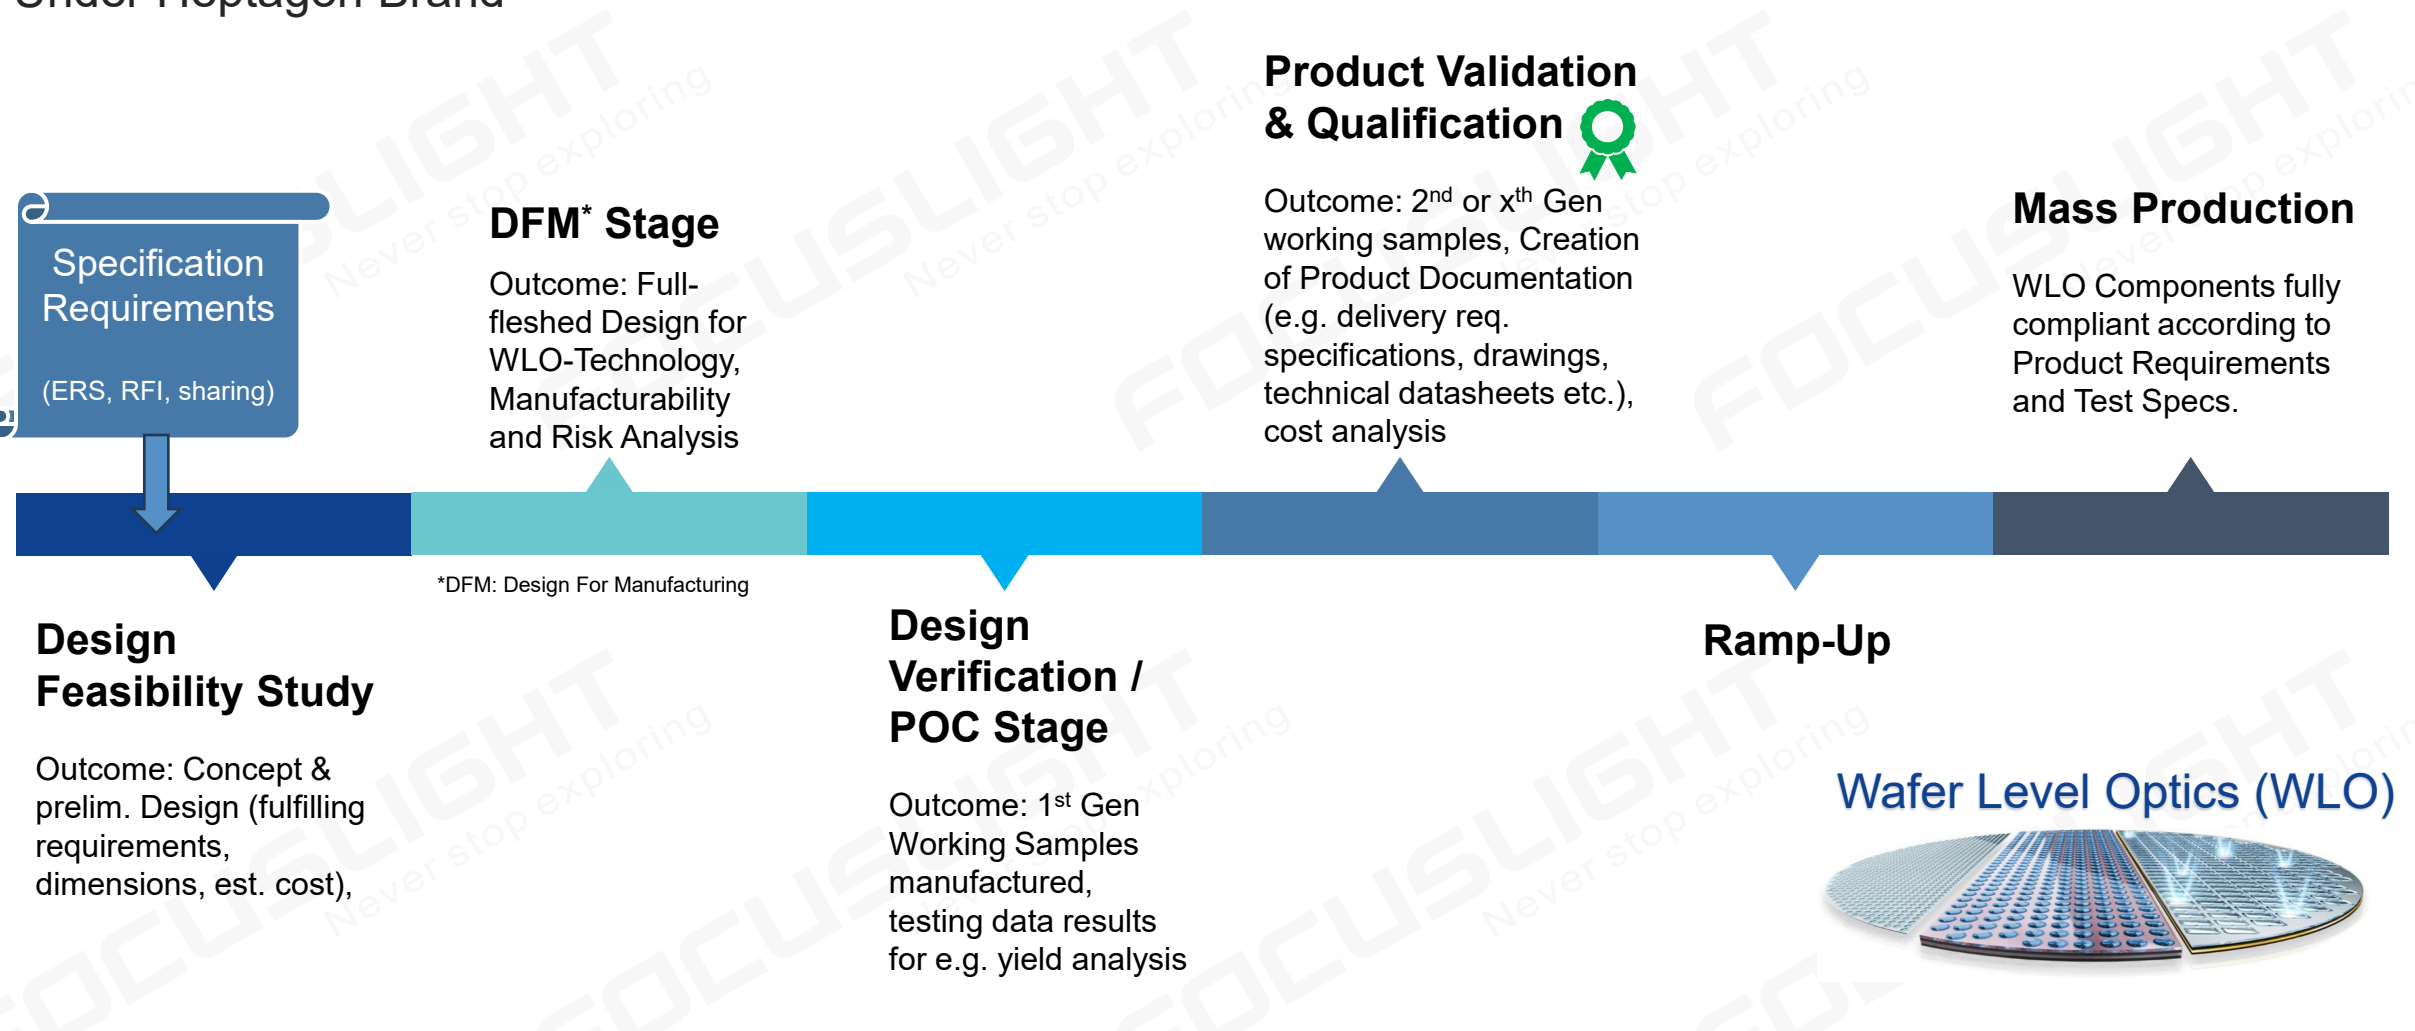 Under Heptagon Brand
Specification
Requirements
(ERS, RFI, sharing)
DFM* Stage
Outcome: Full-
fleshed Design for
WLO-Technology,
Manufacturability
and Risk Analysis
Product Validation
& Qualification
Outcome: 2nd or xth Gen
working samples, Creation
of Product Documentation
(e.g. delivery req.
specifications, drawings,
technical datasheets etc.),
cost analysis
Mass Production
WLO Components fully
compliant according to
Product Requirements
and Test Specs.
*DFM: Design For Manufacturing
Design
Feasibility Study
Outcome: Concept &
prelim. Design (fulfilling
requirements,
dimensions, est. cost),
Design
Verification /
POC Stage
Outcome: 1st Gen
Working Samples
manufactured,
testing data results
for e.g. yield analysis
Ramp-Up
Wafer Level Optics (WLO)
FOCUSLIGHT
Never stop exploring